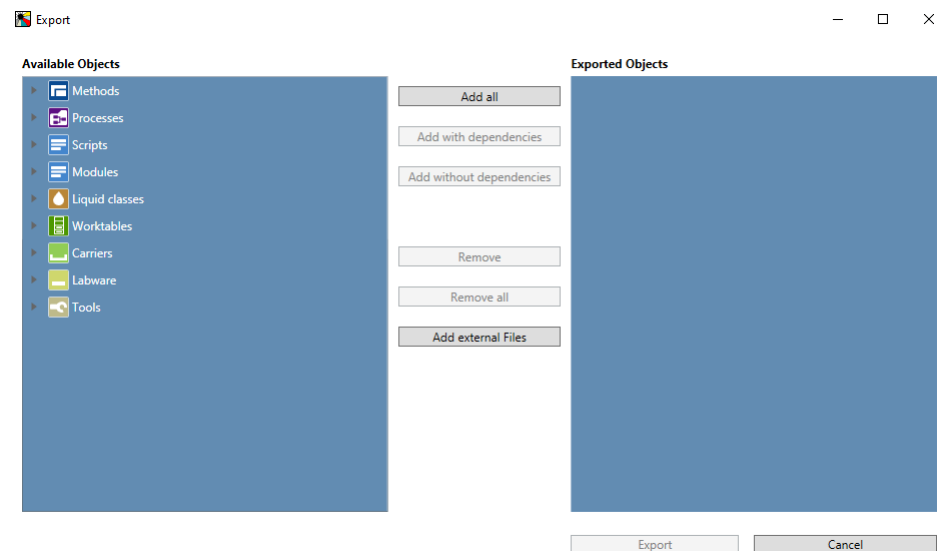 Export
Available Objects
Methods
Processes
Scripts
Modules
Liquid classes
Worktables
Carriers
Labware
Tools
Add all
Add with dependencies
Add without dependencies
Remove
Remove all
Add external Files
Exported Objects
Export
Cancel